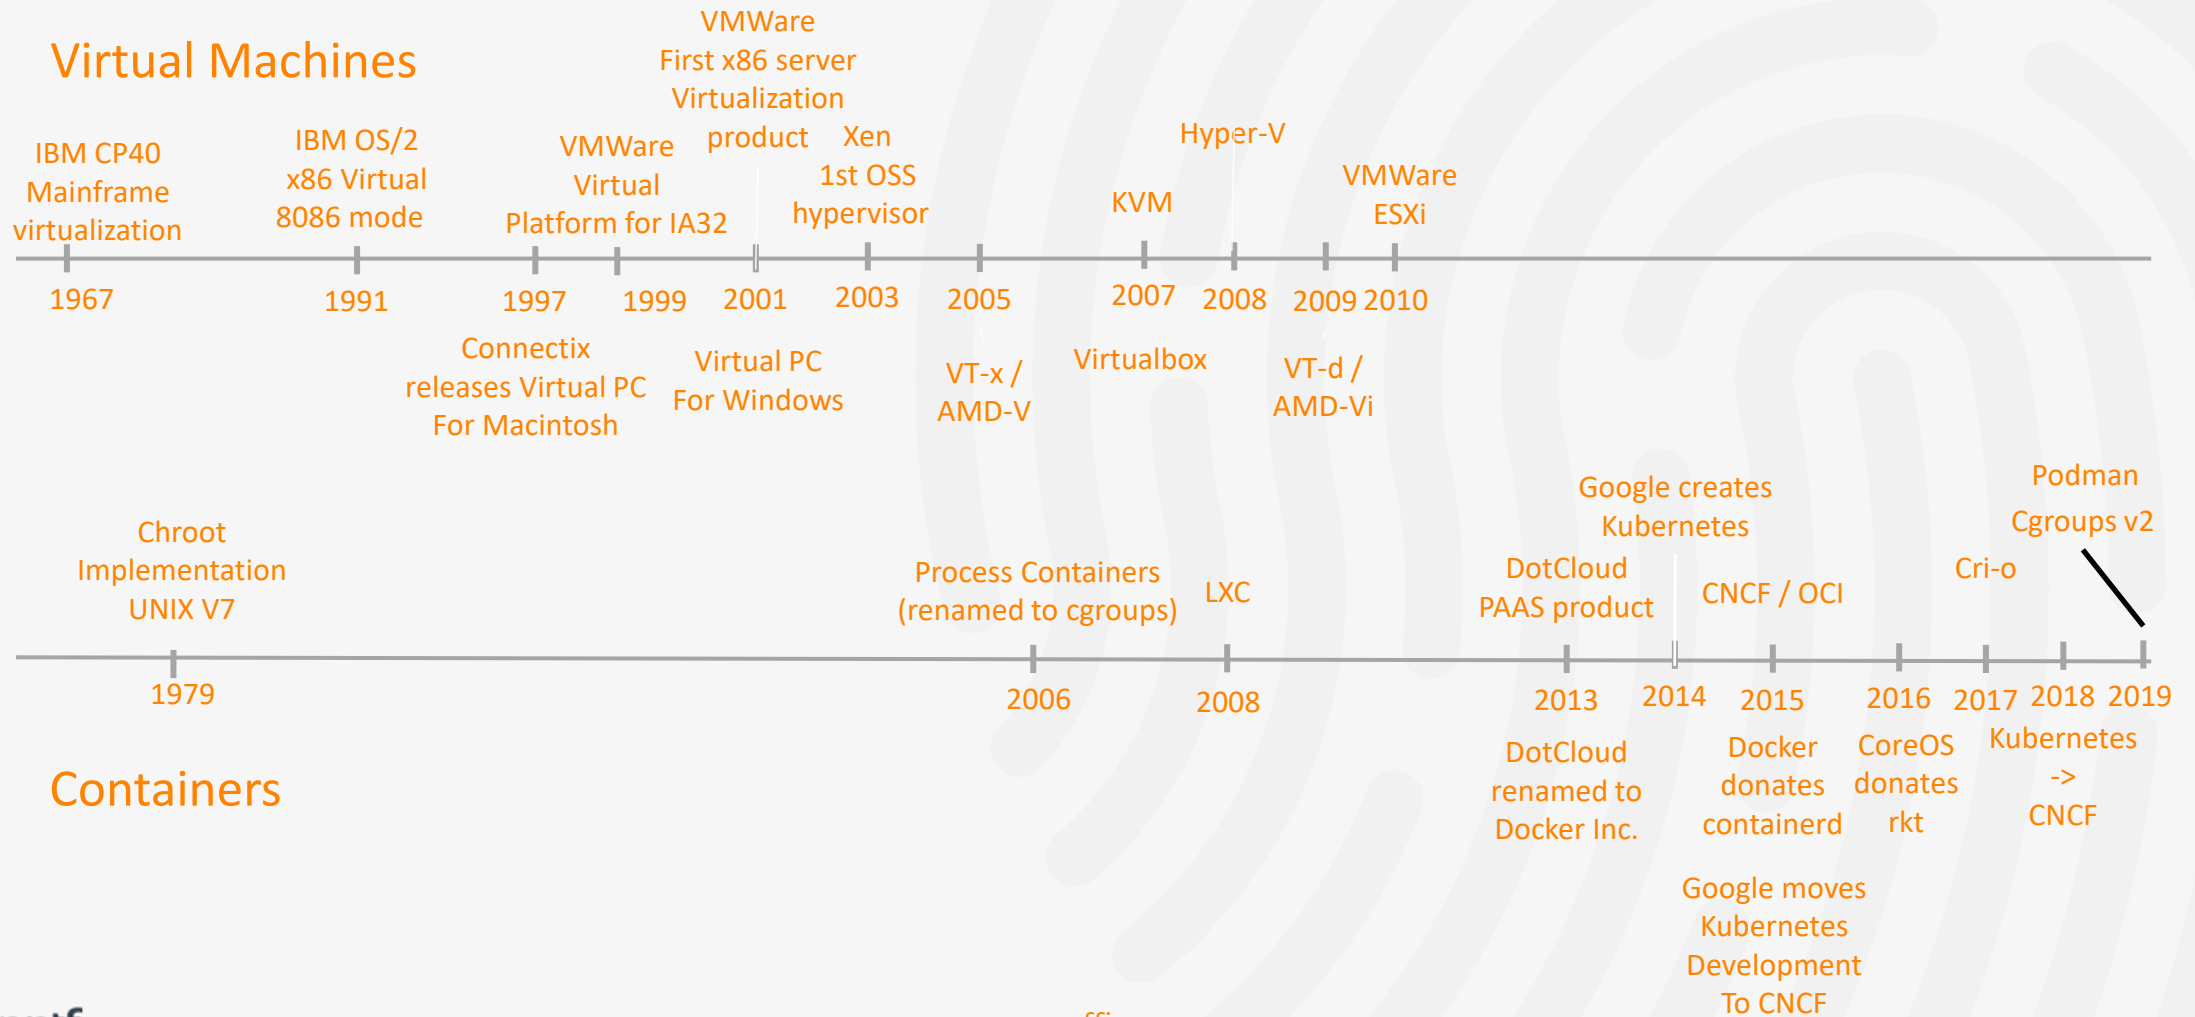 Virtual Machines
VMWare
First x86 server
Virtualization
product
IBM CP40
Mainframe
virtualization
IBM OS/2
x86 Virtual
8086 mode
VMWare
Virtual
Platform for IA32
Xen
1st OSS
hypervisor
KVM
Hyper-V
VMWare
ESXi
1967
1991
1997
1999
2001
2003
2005
2007
2008
2009
2010
Connectix
releases Virtual PC
For Macintosh
Virtual PC
For Windows
VT-x /
AMD-V
Virtualbox
VT-d /
AMD-Vi
Chroot
Implementation
UNIX V7
Process Containers
(renamed to cgroups)
LXC
DotCloud
PAAS product
Google creates
Kubernetes
CNCF / OCI
Cri-o
Podman
Cgroups v2
1979
2006
2008
2013
2014
2015
2016
2017
2018
2019
Containers
DotCloud
renamed to
Docker Inc.
Docker
donates
containerd
CoreOS
donates
rkt
Kubernetes
->
CNCF
Google moves
Kubernetes
Development
To CNCF